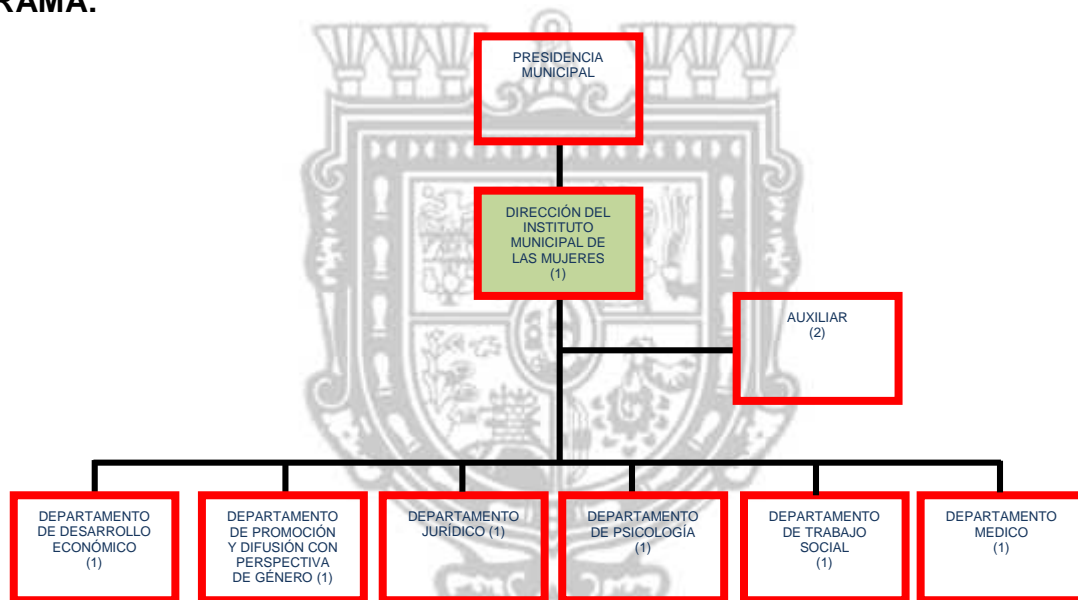 RAMA.
PRESIDENCIA
MUNICIPAL
DIRECCIÓN DEL
INSTITUTO
MUNICIPAL DE
LAS MUJERES
(1)
AUXILIAR
(2)
DEPARTAMENTO
DE DESARROLLO
ECONÓMICO
(1)
DEPARTAMENTO
DE PROMOCIÓN
Y DIFUSIÓN CON
PERSPECTIVA
DE GÉNERO (1)
DEPARTAMENTO
JURÍDICO (1)
DEPARTAMENTO
DE PSICOLOGÍA
(1)
DEPARTAMENTO
DE TRABAJO
SOCIAL
(1)
DEPARTAMENTO
MEDICO
(1)